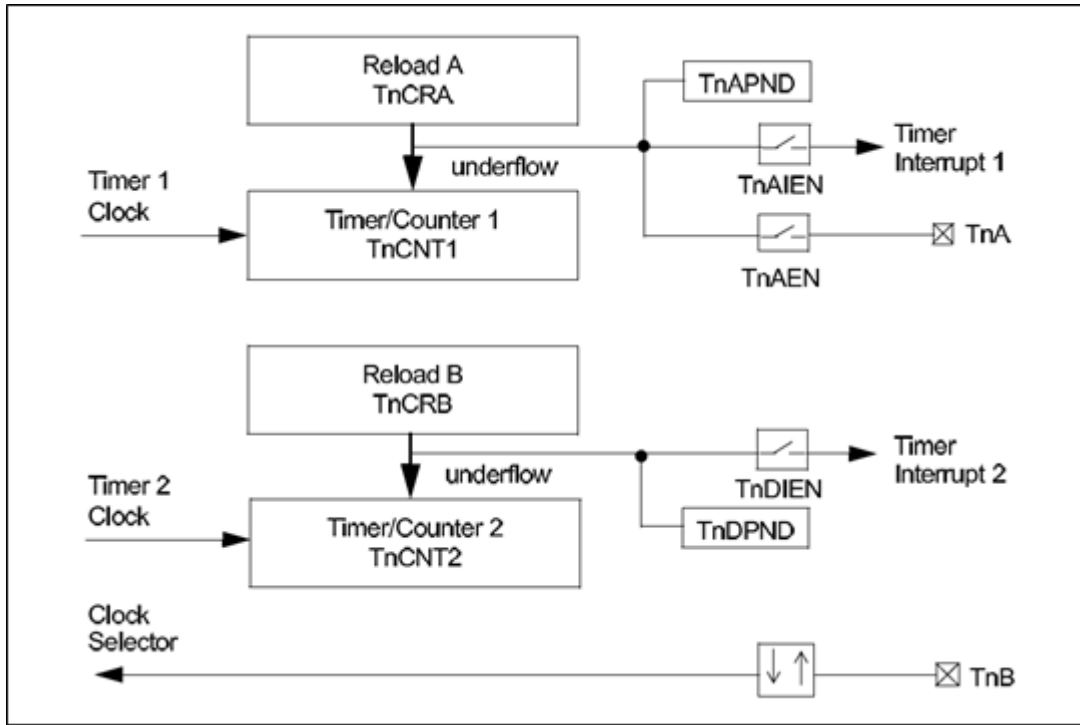 Reload A
TnCRA
TnAPND
underflow
Timer
Interrupt 1
TnAIEN
Timer 1
Clock
Timer/Counter 1
TnCNT1
TnA
TnAEN
Reload B
TnCRB
underflow
Timer
Interrupt 2
TnDIEN
Timer 2
Clock
Timer/Counter 2
TnCNT2
TnDPND
Clock
Selector
TnB